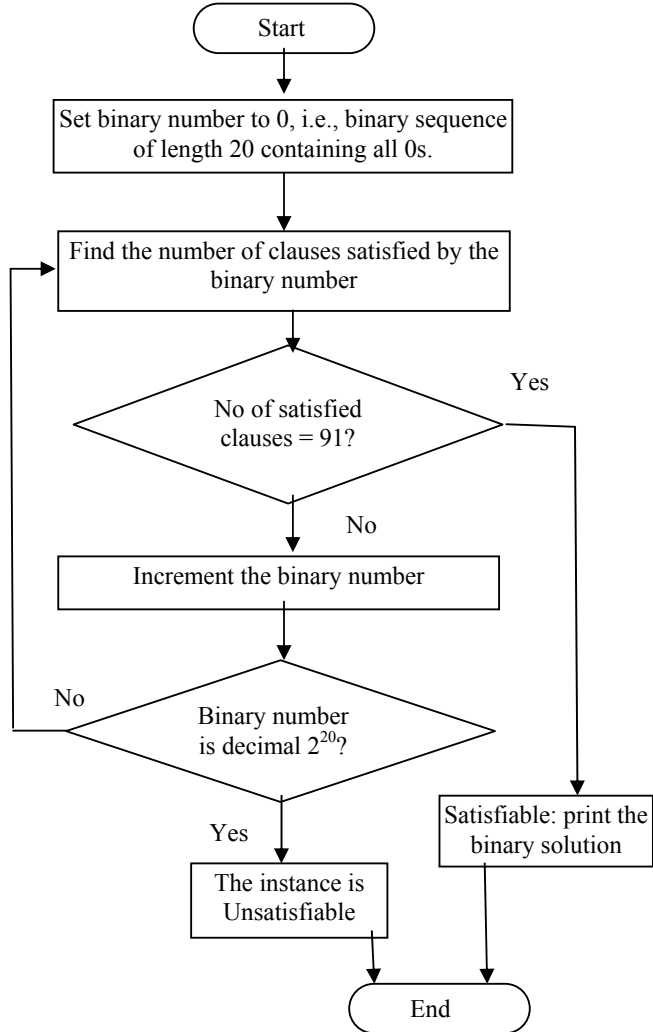 Start
Set binary number to 0, i.e., binary sequence
of length 20 containing all 0s.
Find the number of clauses satisfied by the
binary number
Yes
No of satisfied
clauses = 91?
No
Increment the binary number
No
Binary number
is decimal 2^20?
Yes
Satisfiable: print the
binary solution
The instance is
Unsatisfiable
End